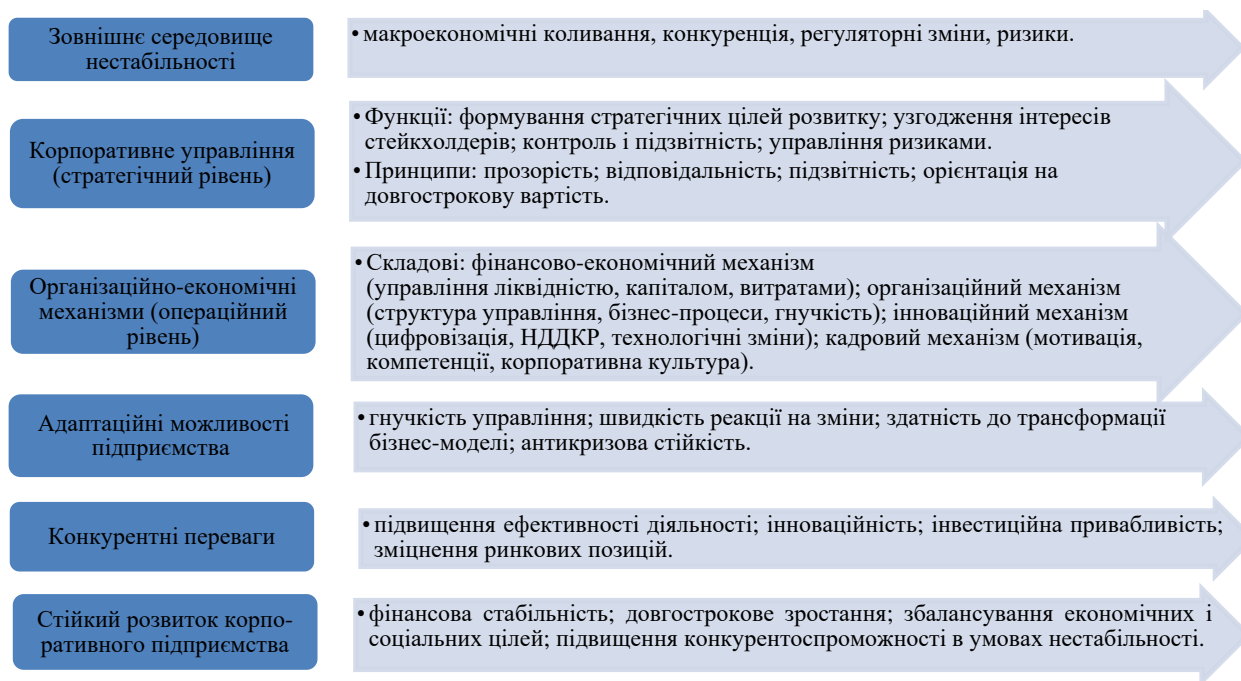 Зовнішнє середовище
нестабільності
• макроекономічні коливання, конкуренція, регуляторні зміни, ризики.
Корпоративне управління
(стратегічний рівень)
• Функції: формування стратегічних цілей розвитку; узгодження інтересів
стейкхолдерів; контроль і підзвітність; управління ризиками.
• Принципи: прозорість; відповідальність; підзвітність; орієнтація на
довгострокову вартість.
Організаційно-економічні
механізми (операційний
рівень)
• Складові: фінансово-економічний механізм
(управління ліквідністю, капіталом, витратами); організаційний механізм
(структура управління, бізнес-процеси, гнучкість); інноваційний механізм
(цифровізація, НДДКР, технологічні зміни); кадровий механізм (мотивація,
компетенції, корпоративна культура).
Адаптаційні можливості
підприємства
• гнучкість управління; швидкість реакції на зміни; здатність до трансформації
бізнес-моделі; антикризова стійкість.
Конкурентні переваги
• підвищення ефективності діяльності; інноваційність; інвестиційна привабливість;
зміцнення ринкових позицій.
Стійкий розвиток корпо-
ративного підприємства
• фінансова стабільність; довгострокове зростання; збалансування економічних і
соціальних цілей; підвищення конкурентоспроможності в умовах нестабільності.